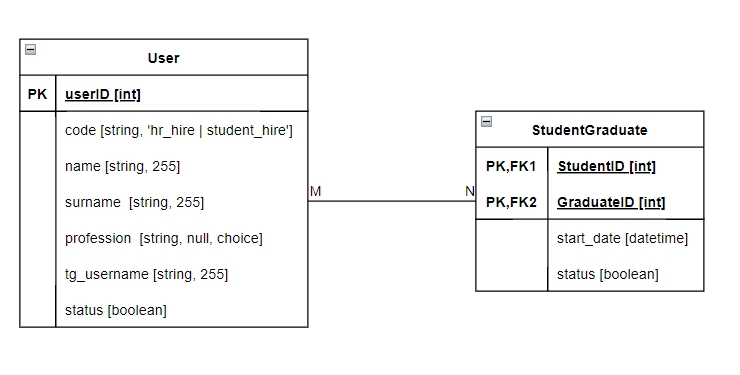 User
PK userID [int]
code [string, 'hr_hire | student_hire']
name [string, 255]
surname [string, 255]
profession [string, null, choice]
tg_username [string, 255]
status [boolean]
M
N
StudentGraduate
PK,FK1 StudentID [int]
PK,FK2 GraduateID [int]
start_date [datetime]
status [boolean]